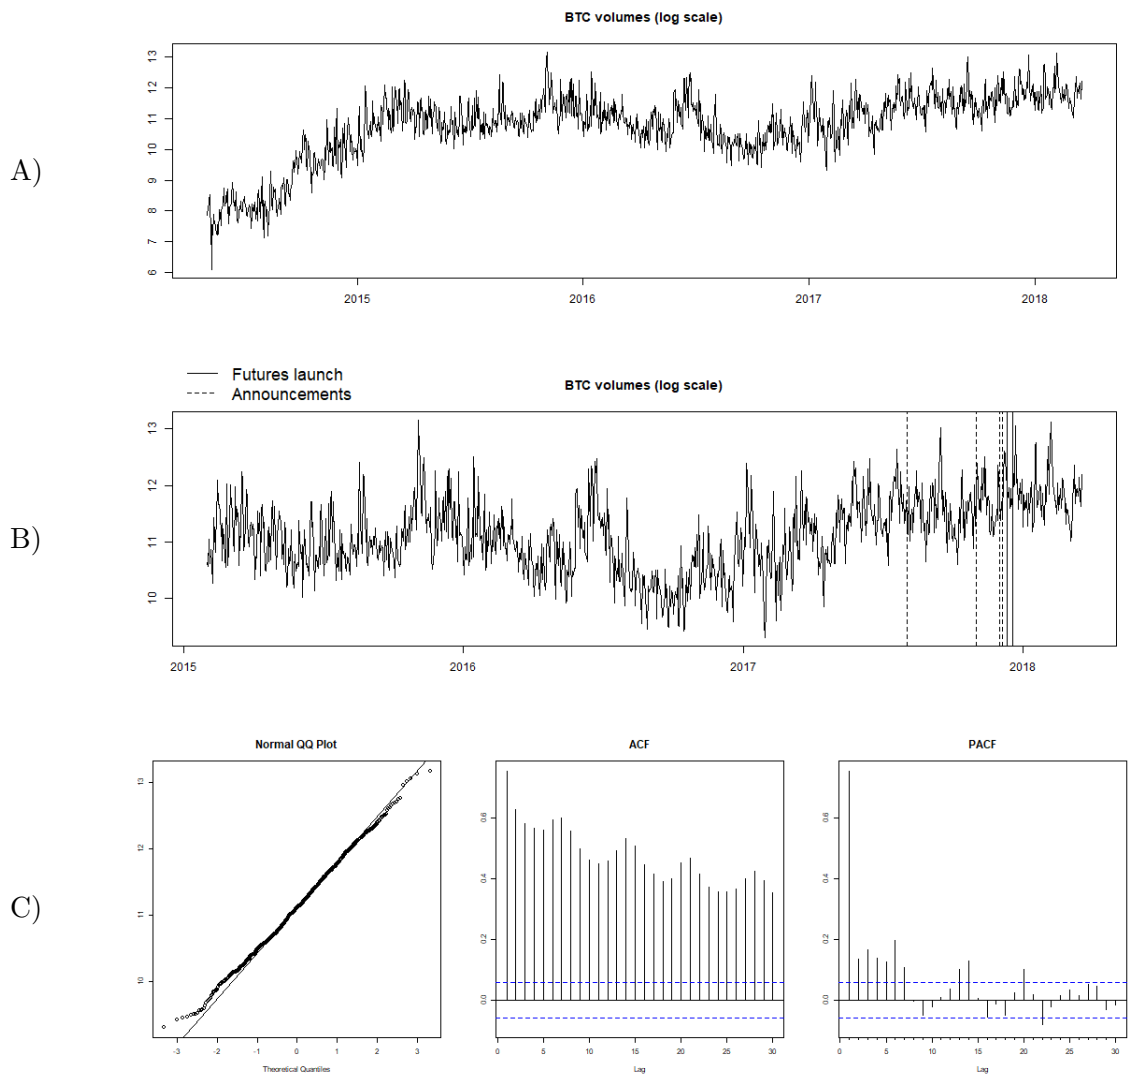 BTC volumes (log scale)
A)
13
12
11
10
9
8
7
6
2015 2016 2017 2018
Futures launch
Announcements
BTC volumes (log scale)
B)
13
12
11
10
2015 2016 2017 2018
C)
Normal QQ Plot
13
12
11
10
-3 -2 -1 0 1 2 3
Theoretical Quantiles
ACF
0.6
0.4
0.2
0.0
0 5 10 15 20 25 30
Lag
PACF
0.6
0.4
0.2
0.0
0 5 10 15 20 25 30
Lag